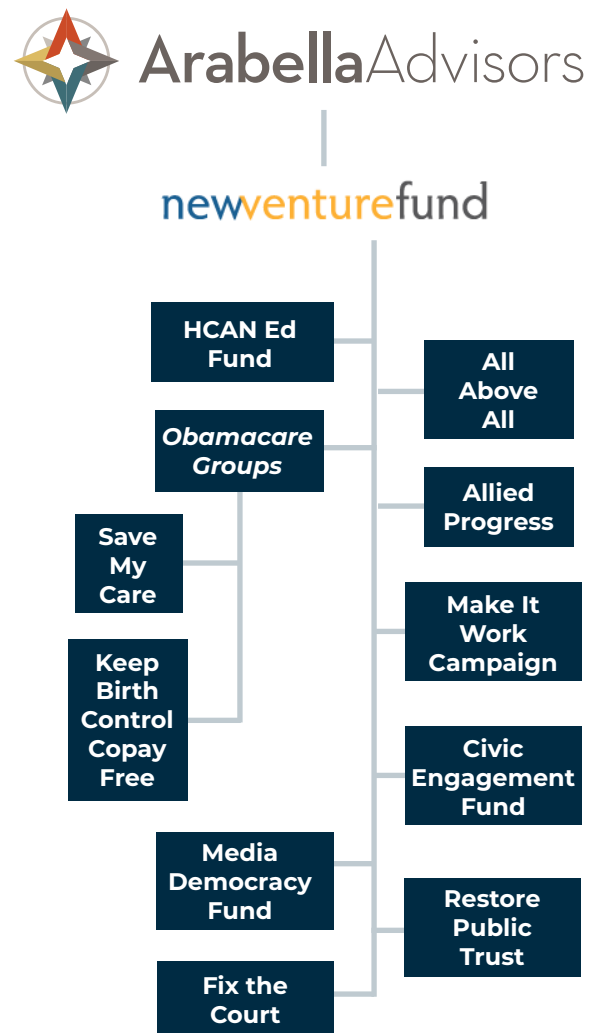 ArabellaAdvisors
newventurefund
HCAN Ed
Fund
All
Above
All
Obamacare
Groups
Allied
Progress
Save
My
Care
Make It
Work
Campaign
Keep
Birth
Control
Copay
Free
Civic
Engagement
Fund
Media
Democracy
Fund
Restore
Public
Trust
Fix the
Court